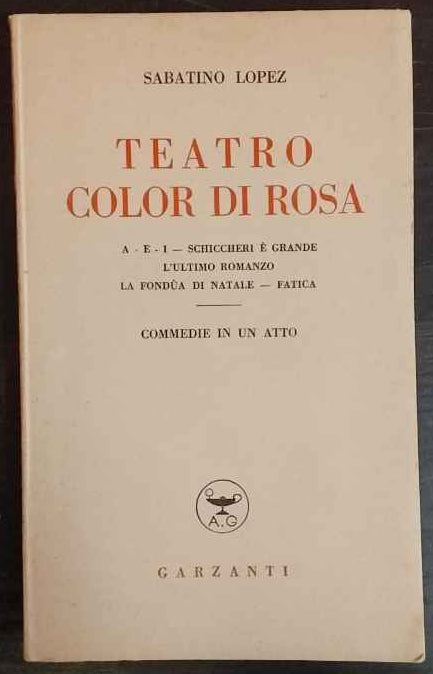 SABATINO LOPEZ
TEATRO
COLOR DI ROSA
A - E - I — SCHICCHERI È GRANDE
L'ULTIMO ROMANZO
LA FONDÛA DI NATALE — FATICA
COMMEDIE IN UN ATTO
A.G
GARZANTI